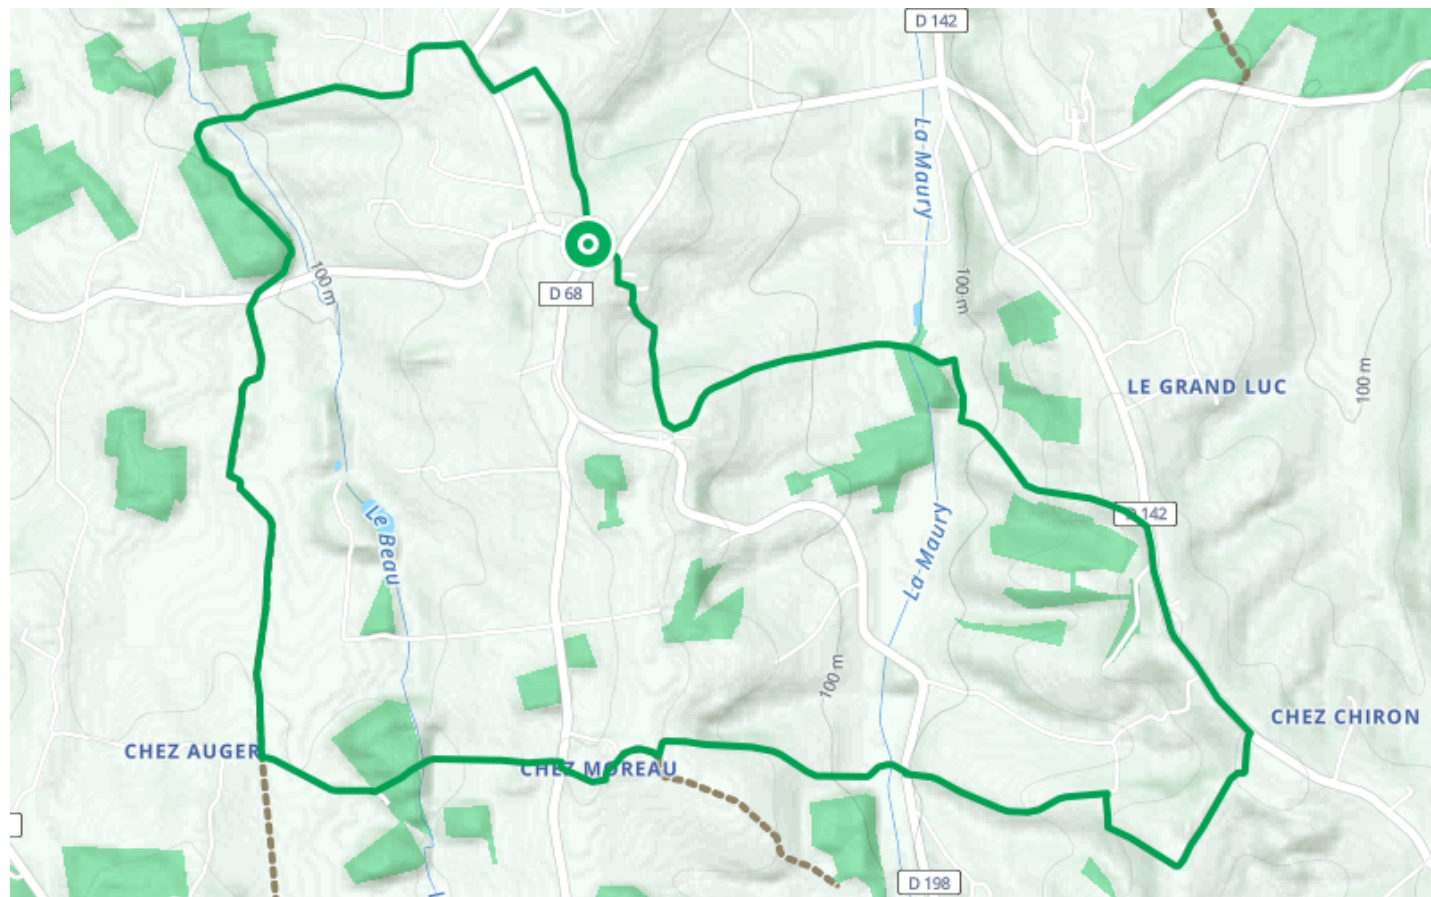 D 142
La Maury
100 m
100 m
D 68
100 m
LE GRAND LUC
D 142
Le Beau
La Maury
100 m
CHEZ CHIRON
CHEZ AUGER
CHEZ MOREAU
D 198